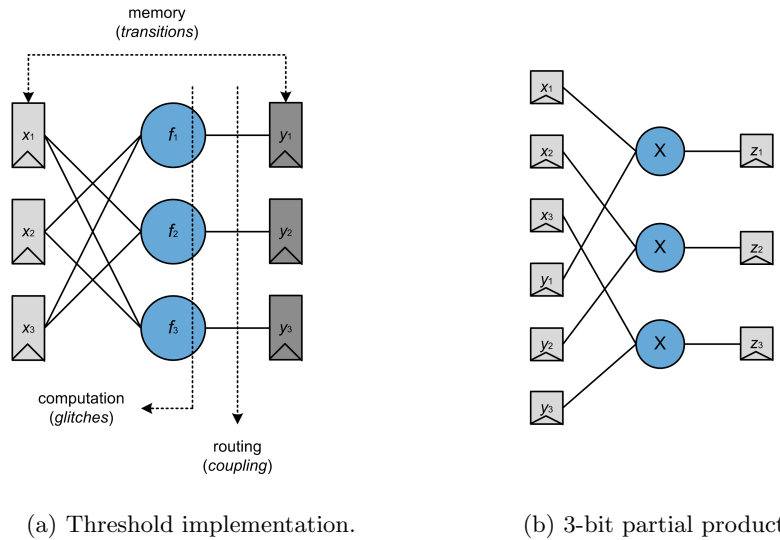 memory
(transitions)
x1
f1
y1
x2
f2
y2
x3
f3
y3
computation
(glitches)
routing
(coupling)
(a) Threshold implementation.
x1
x2
x3
y1
y2
y3
X
X
X
z1
z2
z3
(b) 3-bit partial product